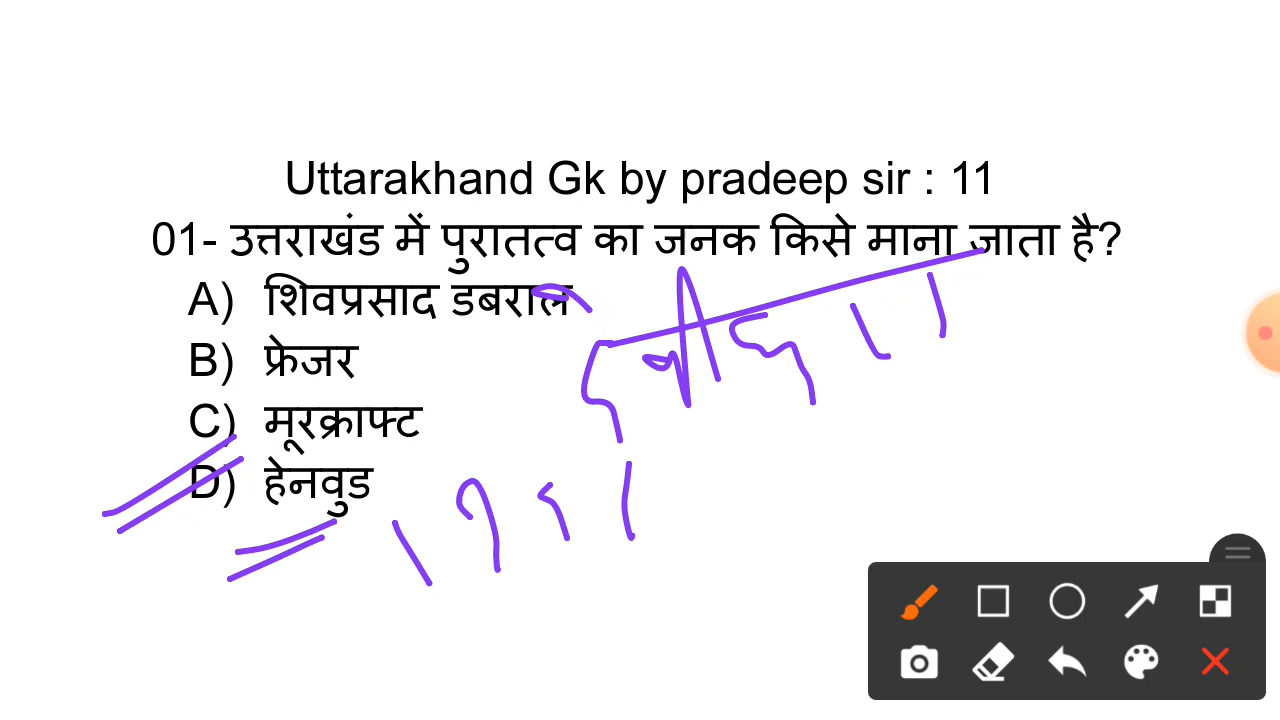 Uttarakhand Gk by pradeep sir : 11
01- उत्तराखंड में पुरातत्व का जनक किसे माना जाता है?
A) शिवप्रसाद डबराल
B) फ्रेजर
C) मूरक्राफ्ट
D) हेनवुड